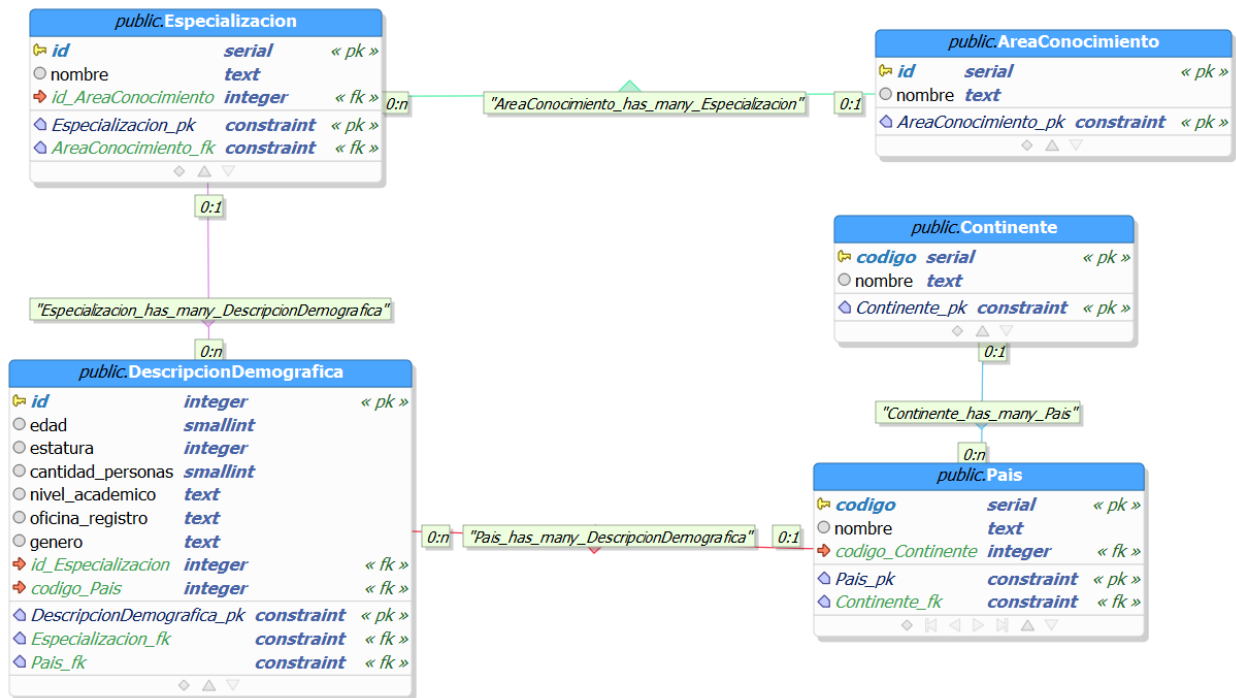 public.Especializacion
id serial « pk »
nombre text
id_AreaConocimiento integer « fk »
Especializacion_pk constraint « pk »
AreaConocimiento_fk constraint « fk »
0:n
"AreaConocimiento_has_many_Especializacion"
0:1
public.AreaConocimiento
id serial « pk »
nombre text
AreaConocimiento_pk constraint « pk »
0:1
"Especializacion_has_many_DescripcionDemografica"
0:n
public.Continente
codigo serial « pk »
nombre text
Continente_pk constraint « pk »
0:1
"Continente_has_many_Pais"
0:n
public.DescripcionDemografica
id integer « pk »
edad smallint
estatura integer
cantidad_personas smallint
nivel_academico text
oficina_registro text
genero text
id_Especializacion integer « fk »
codigo_Pais integer « fk »
DescripcionDemografica_pk constraint « pk »
Especializacion_fk constraint « fk »
Pais_fk constraint « fk »
0:n
"Pais_has_many_DescripcionDemografica"
0:1
public.Pais
codigo serial « pk »
nombre text
codigo_Continente integer « fk »
Pais_pk constraint « pk »
Continente_fk constraint « fk »